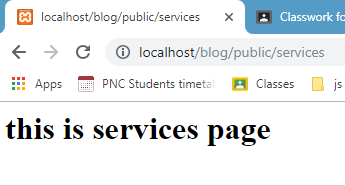 localhost/blog/public/services
Classwork fo
localhost/blog/public/services
Apps PNC Students timetal Classes js
this is services page